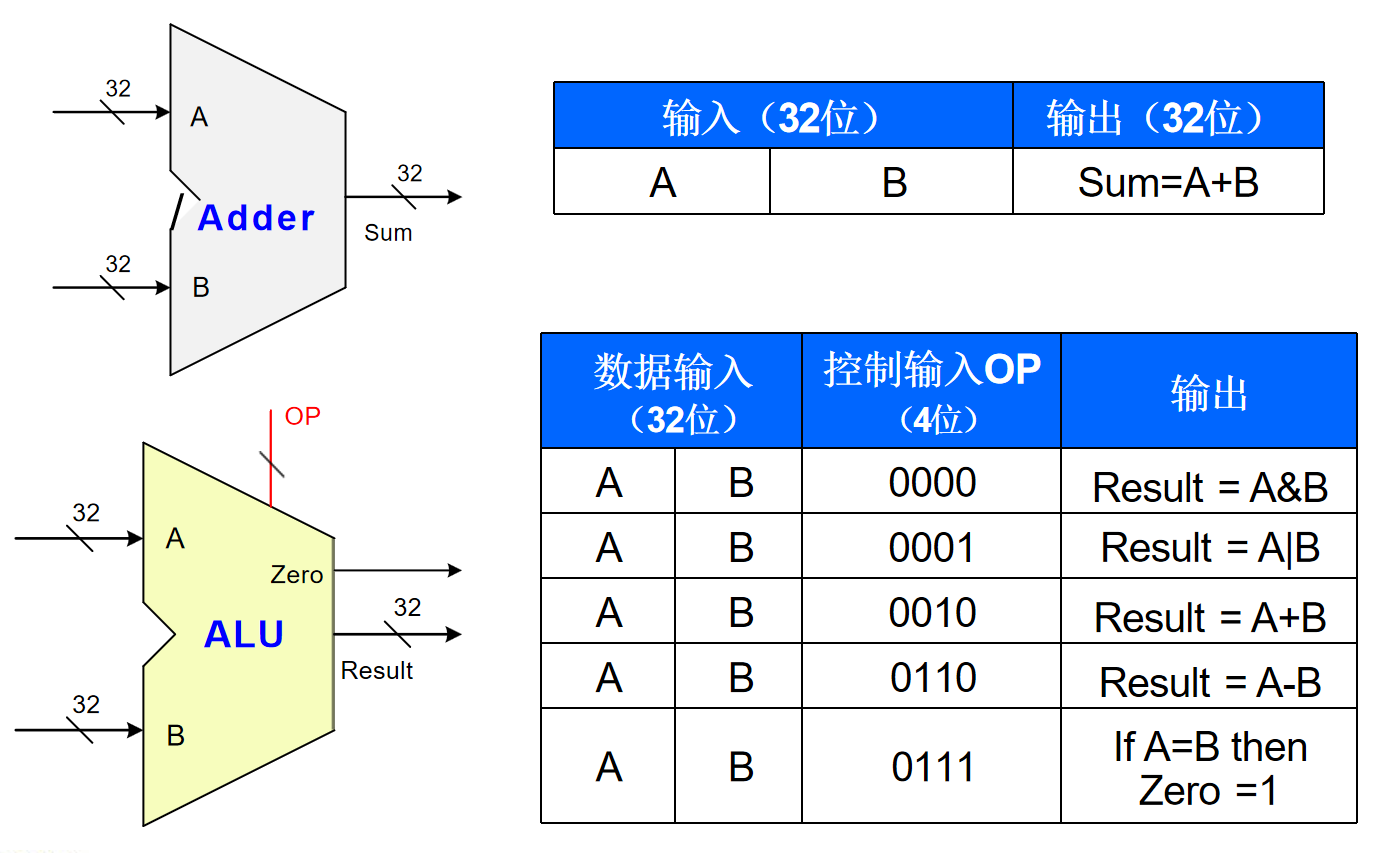 32
A
32
Adder
Sum
32
B
输入（32位） 输出（32位）
A B Sum=A+B
OP
32
A
Zero
32
ALU
Result
32
B
数据输入
（32位）
控制输入OP
（4位）
输出
A B 0000 Result = A&B
A B 0001 Result = A|B
A B 0010 Result = A+B
A B 0110 Result = A-B
A B 0111 If A=B then
Zero =1